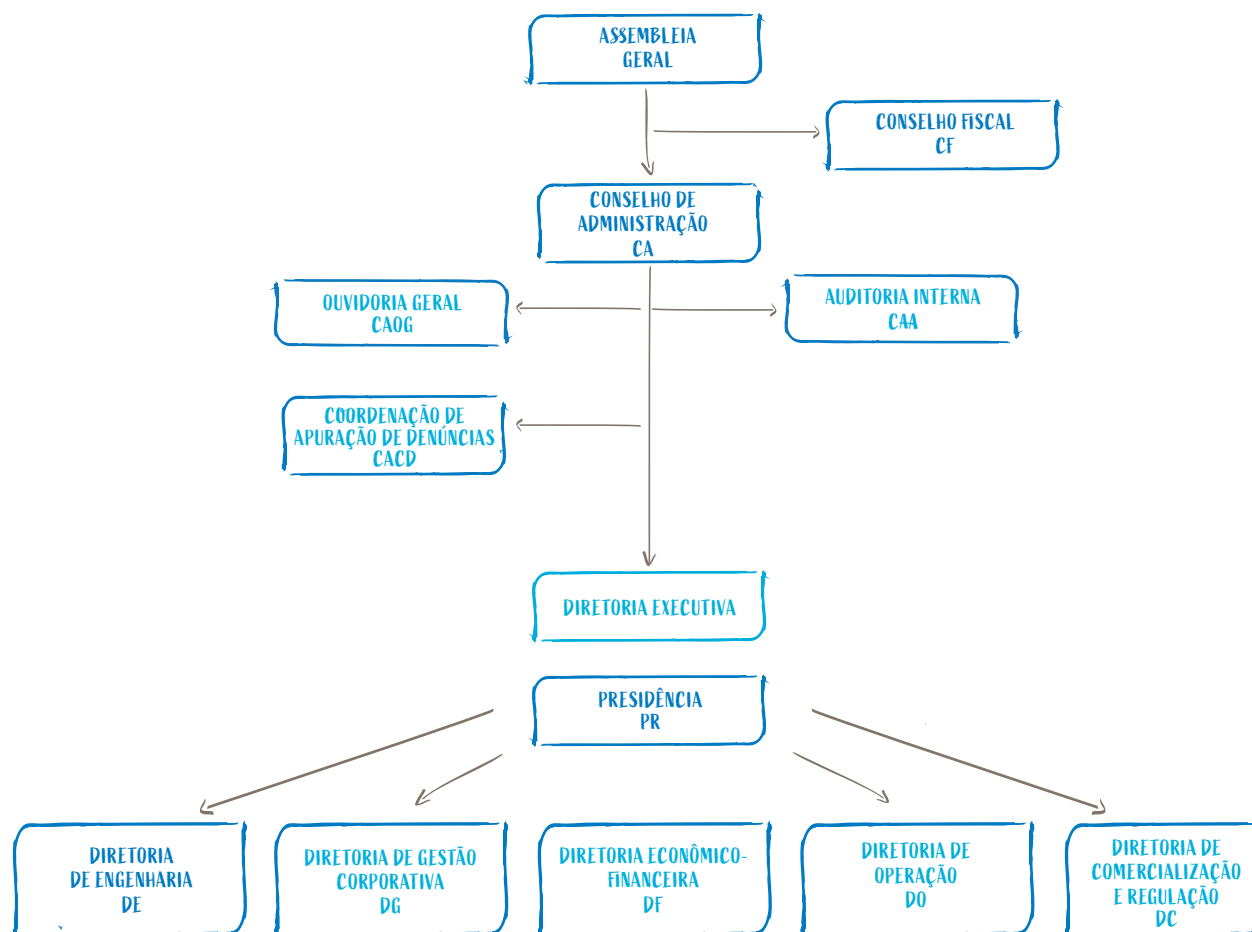 ASSEMBLEIA
GERAL
CONSELHO FISCAL
CF
CONSELHO DE
ADMINISTRAÇÃO
CA
OUVIDORIA GERAL
CAOG
AUDITORIA INTERNA
CAA
COORDENAÇÃO DE
APURAÇÃO DE DENÚNCIAS
CACD
DIRETORIA EXECUTIVA
PRESIDÊNCIA
PR
DIRETORIA
DE ENGENHARIA
DE
DIRETORIA DE GESTÃO
CORPORATIVA
DG
DIRETORIA ECONÔMICO-
FINANCEIRA
DF
DIRETORIA DE
OPERAÇÃO
DO
DIRETORIA DE
COMERCIALIZAÇÃO
E REGULAÇÃO
DC